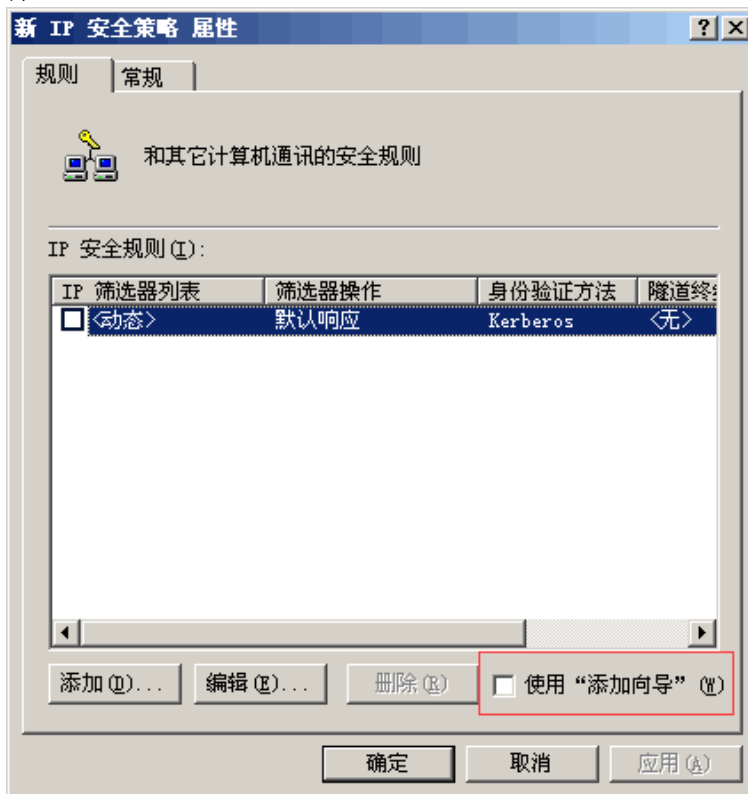 新 IP 安全策略 属性
规则 常规
和其它计算机通讯的安全规则
IP 安全规则(I):
IP 筛选器列表 筛选器操作 身份验证方法 隧道终
<动态> 默认响应 Kerberos <无>
添加(D)... 编辑(E)... 删除(R) 使用“添加向导” (W)
确定 取消 应用(A)